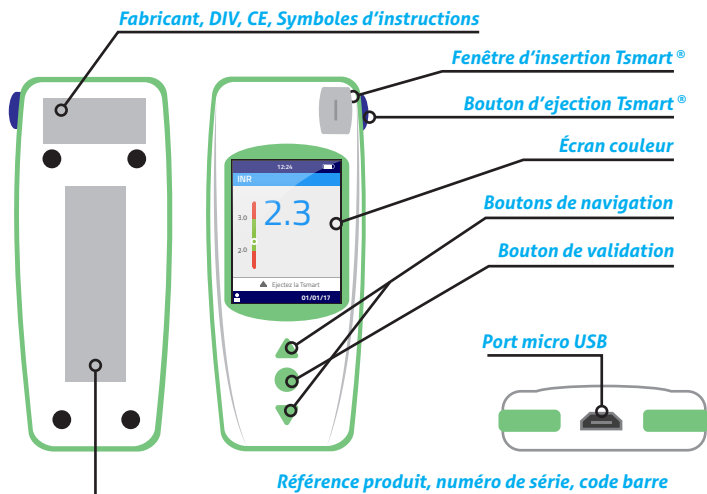 Fabricant, DIV, CE, Symboles d’instructions
Fenêtre d’insertion Tsmart ®
Bouton d’ejection Tsmart ®
Écran couleur
12:24
INR
3.0
2.3
2.0
Ejectez la Tsmart
01/01/17
Boutons de navigation
Bouton de validation
Port micro USB
Référence produit, numéro de série, code barre